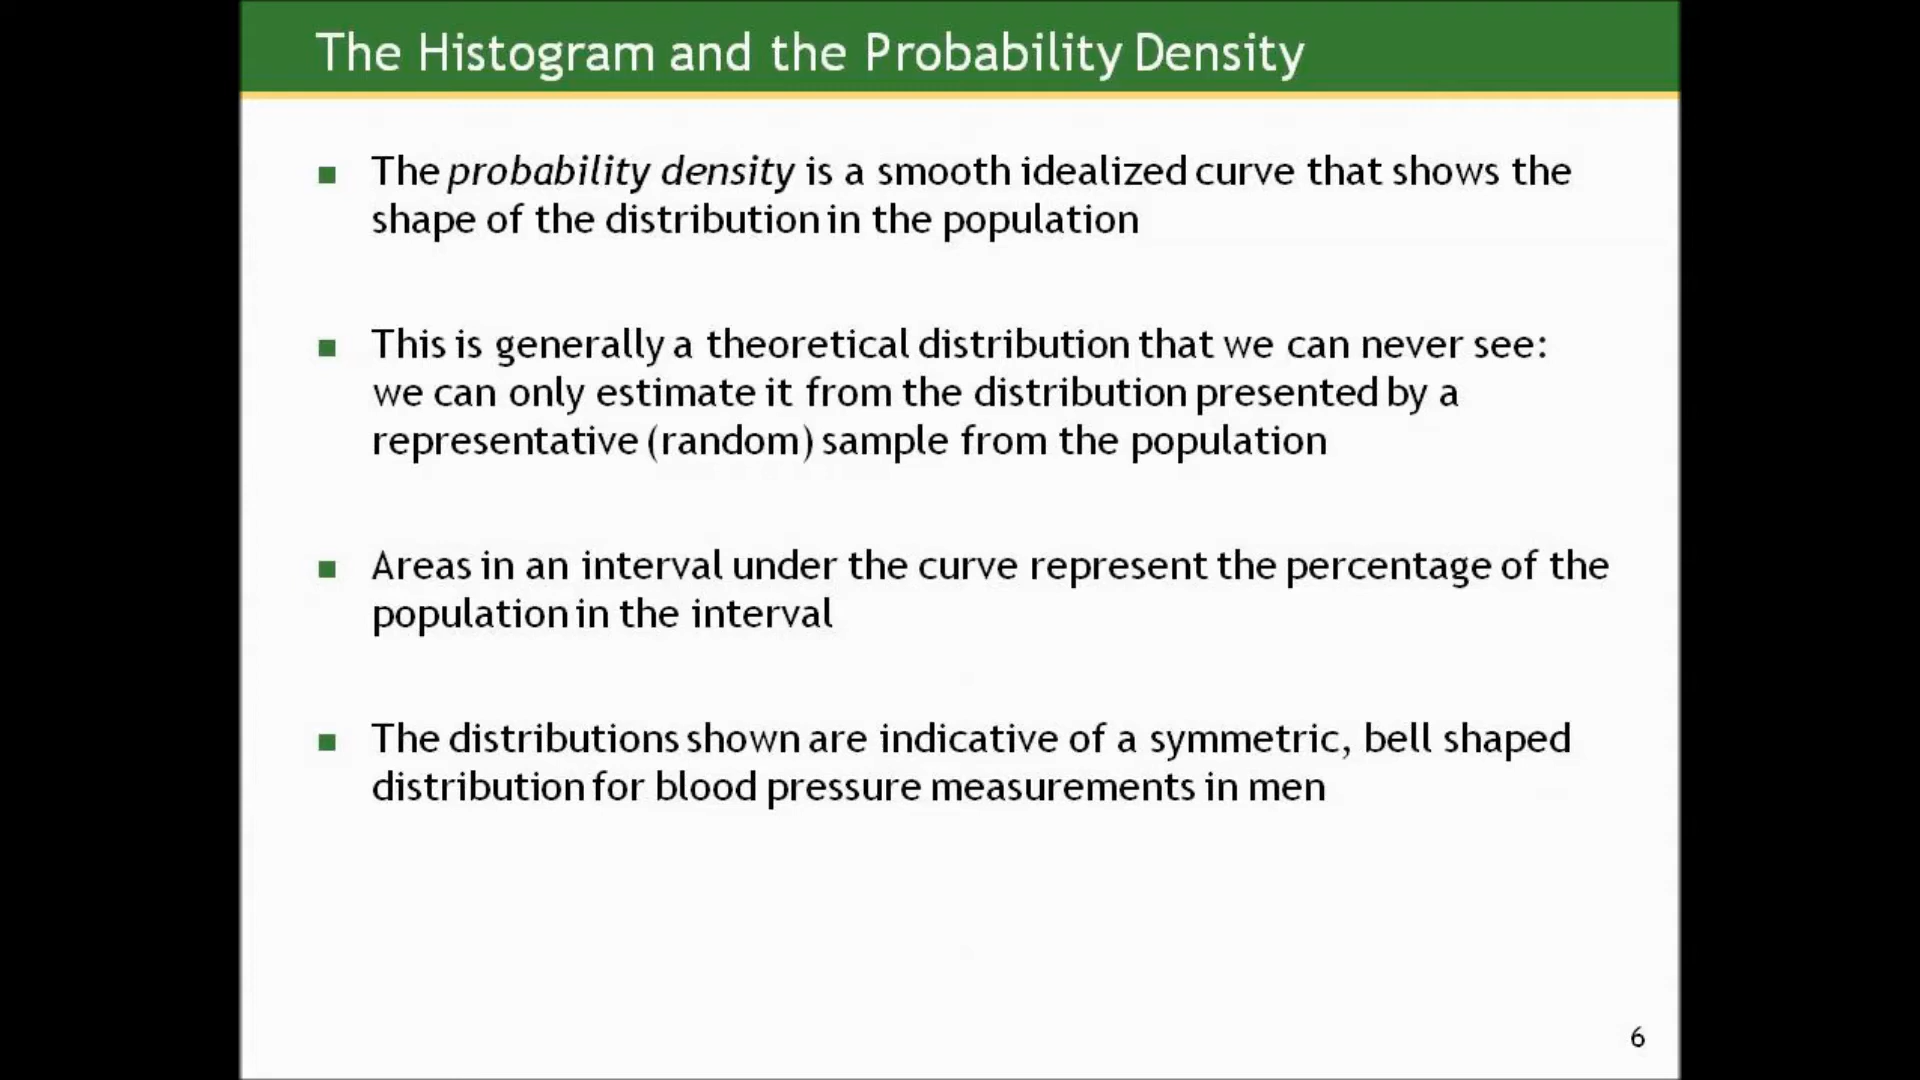 The Histogram and the Probability Density
The probability density is a smooth idealized curve that shows the
shape of the distribution in the population
This is generally a theoretical distribution that we can never see:
we can only estimate it from the distribution presented by a
representative (random) sample from the population
Areas in an interval under the curve represent the percentage of the
population in the interval
The distributions shown are indicative of a symmetric, bell shaped
distribution for blood pressure measurements in men
6